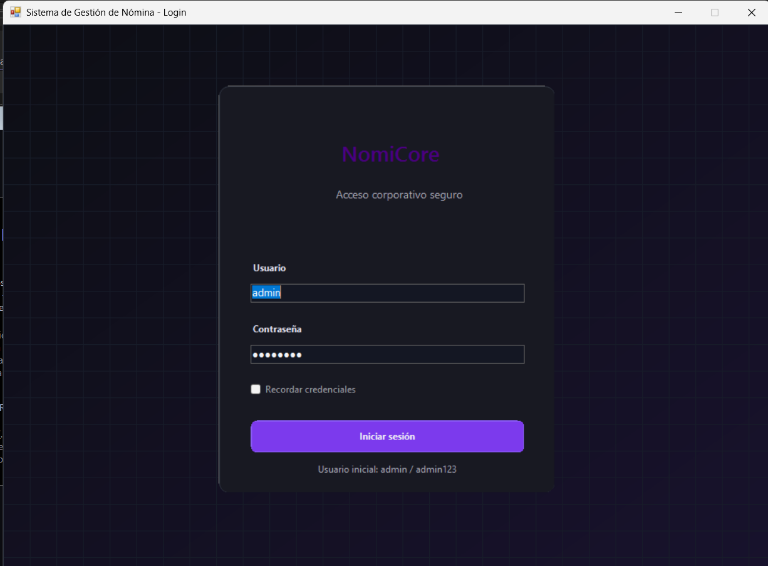 Sistema de Gestión de Nómina - Login
NomiCore
Acceso corporativo seguro
Usuario
admin
Contraseña
••••••••
Recordar credenciales
Iniciar sesión
Usuario inicial: admin / admin123